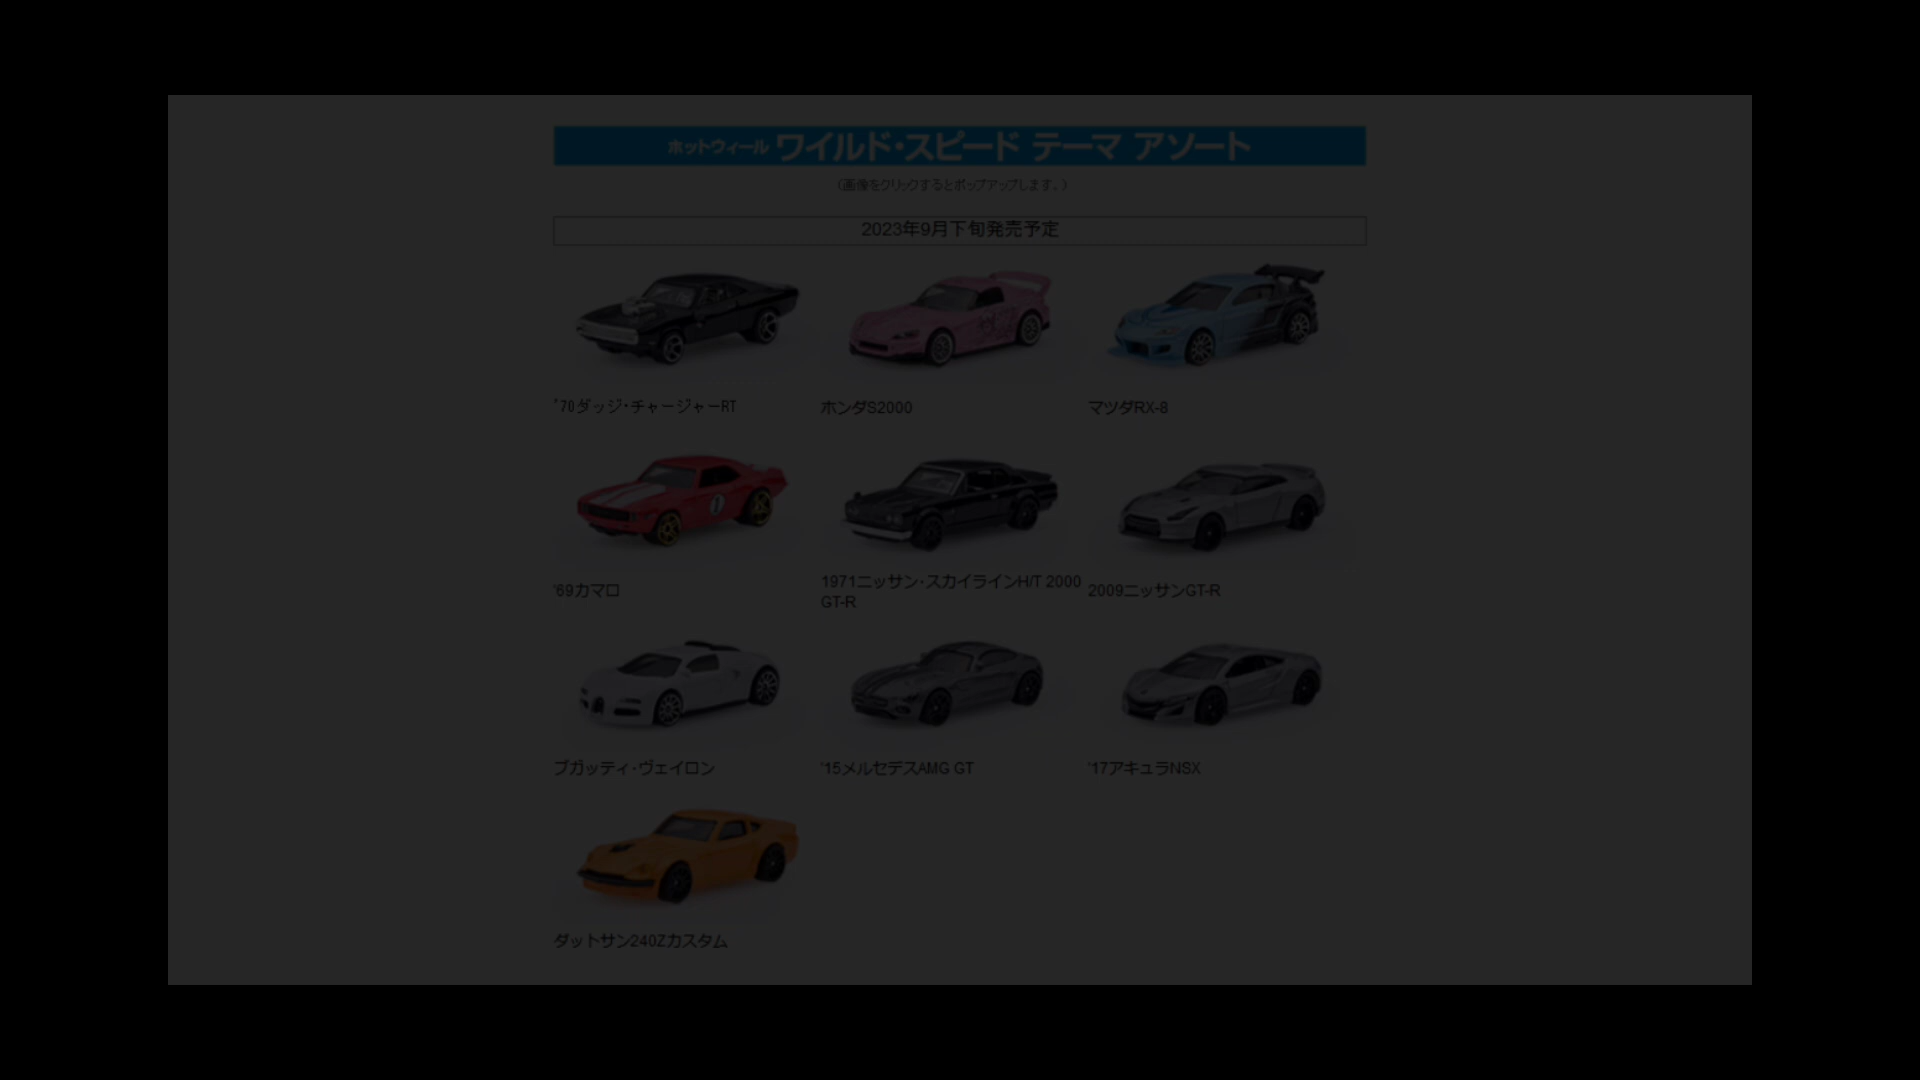 ホットウィール ワイルド・スピード テーマ アソート
(画像をクリックするとポップアップします。)
2023年9月下旬発売予定
'70ダッジ・チャージャーRT
ホンダS2000
マツダRX-8
'69カマロ
1971ニッサン・スカイラインH/T 2000
GT-R
2009ニッサンGT-R
ブガッティ・ヴェイロン
'15メルセデスAMG GT
'17アキュラNSX
ダットサン240Zカスタム